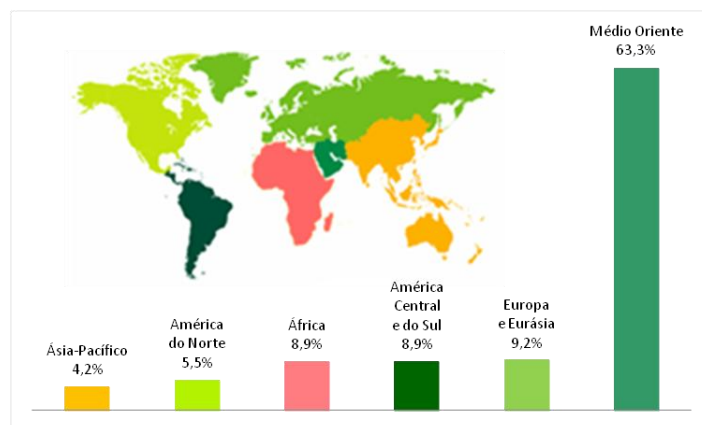 Médio Oriente
63,3%
América
Central
e do Sul
8,9%
Europa
e Eurásia
9,2%
América
do Norte
5,5%
África
8,9%
Ásia-Pacífico
4,2%